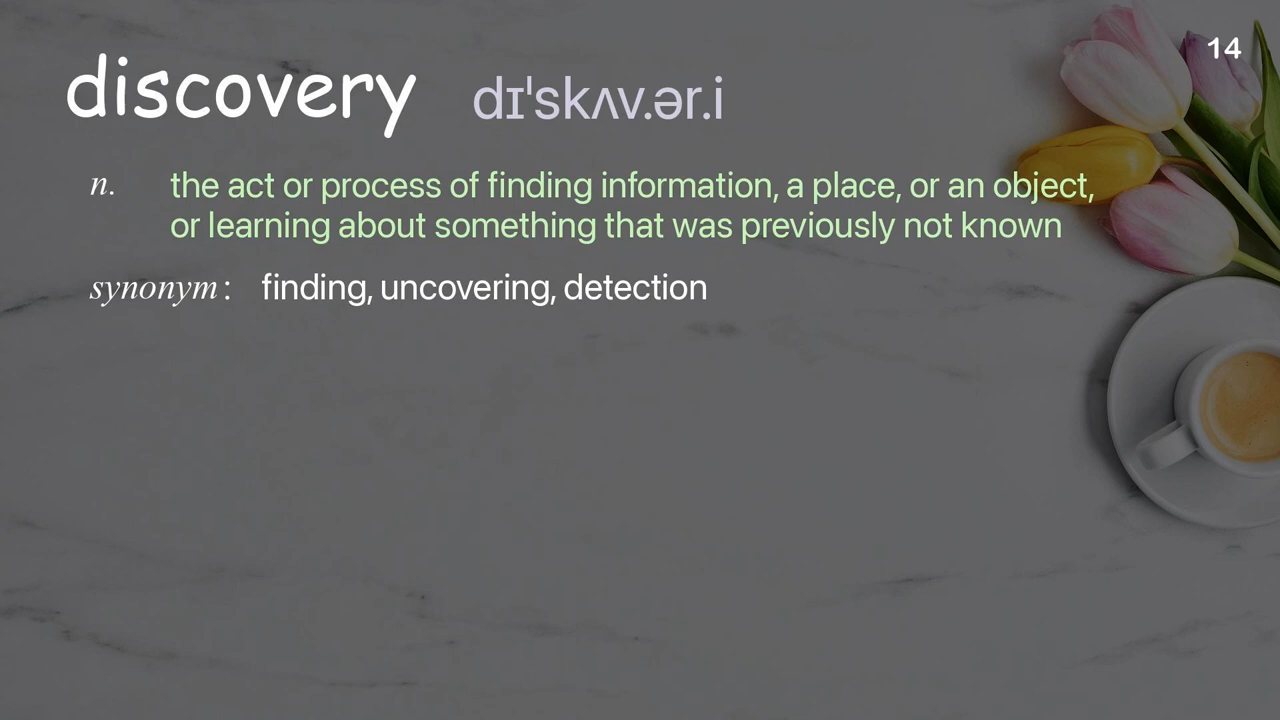 14
discovery dɪˈskʌv.ər.i
n. the act or process of finding information, a place, or an object,
or learning about something that was previously not known
synonym: finding, uncovering, detection